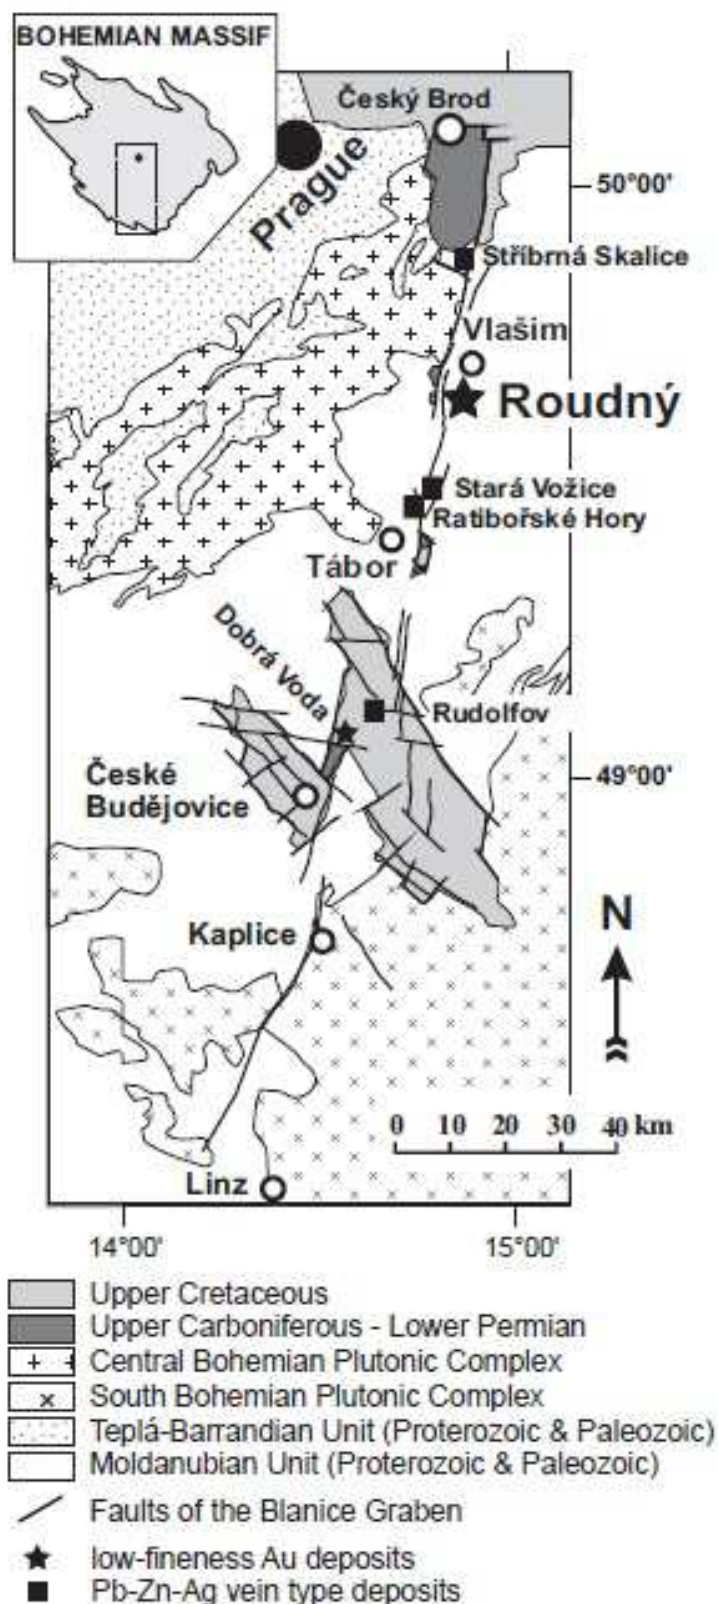 BOHEMIAN MASSIF
Český Brod
Prague
50°00'
Stříbrná Skalice
Vlašim
Roudný
Stará Vožice
Ratibořské Hory
Tábor
Dobrá Voda
Rudolfov
České
Budějovice
49°00'
Kaplice
N
0 10 20 30 40 km
Linz
14°00' 15°00'
Upper Cretaceous
Upper Carboniferous - Lower Permian
Central Bohemian Plutonic Complex
South Bohemian Plutonic Complex
Teplá-Barrandian Unit (Proterozoic & Paleozoic)
Moldanubian Unit (Proterozoic & Paleozoic)
Faults of the Blanice Graben
low-fineness Au deposits
Pb-Zn-Ag vein type deposits